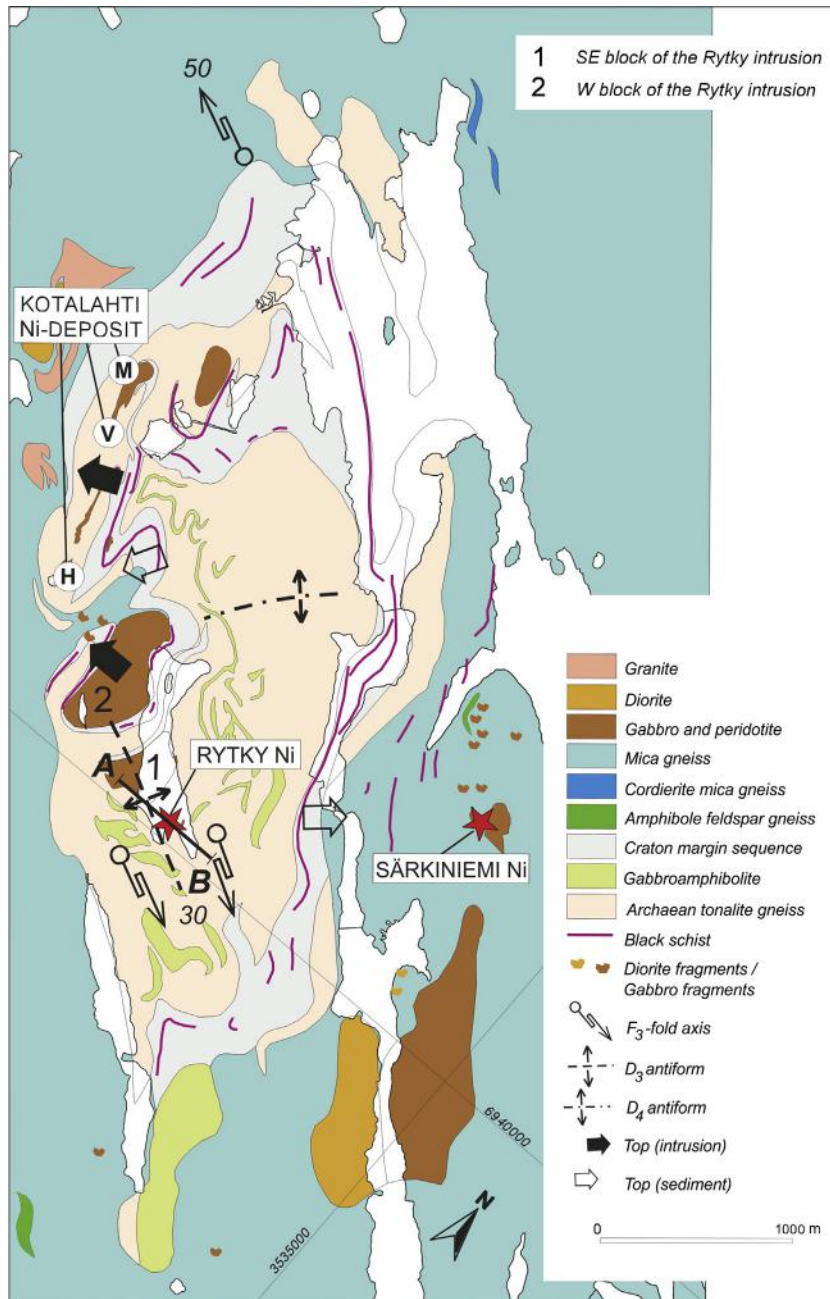 1 SE block of the Rytky intrusion
2 W block of the Rytky intrusion
50
KOTALAHTI
Ni-DEPOSIT
M
V
H
2
A
1
RYTKY Ni
SÄRKINIEMI Ni
B
30
6940000
3535000
N
Granite
Diorite
Gabbro and peridotite
Mica gneiss
Cordierite mica gneiss
Amphibole feldspar gneiss
Craton margin sequence
Gabbroamphibolite
Archaean tonalite gneiss
Black schist
Diorite fragments /
Gabbro fragments
F3-fold axis
D3 antiform
D4 antiform
Top (intrusion)
Top (sediment)
0 1000 m